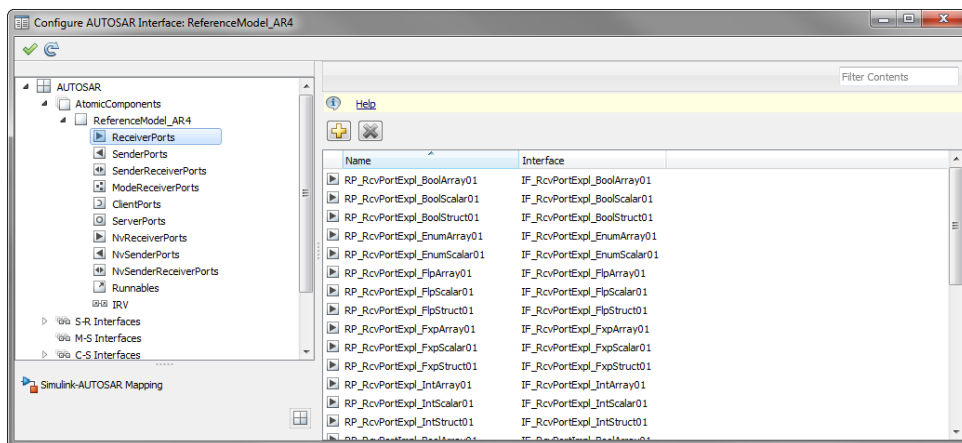 Configure AUTOSAR Interface: ReferenceModel_AR4
Filter Contents
AUTOSAR
AtomicComponents
ReferenceModel_AR4
ReceiverPorts
SenderPorts
SenderReceiverPorts
ModeReceiverPorts
ClientPorts
ServerPorts
NvReceiverPorts
NvSenderPorts
NvSenderReceiverPorts
Runnables
IRV
S-R Interfaces
M-S Interfaces
C-S Interfaces
Simulink-AUTOSAR Mapping
Help
Name Interface
RP_RcvPortExpl_BoolArray01 IF_RcvPortExpl_BoolArray01
RP_RcvPortExpl_BoolScalar01 IF_RcvPortExpl_BoolScalar01
RP_RcvPortExpl_BoolStruct01 IF_RcvPortExpl_BoolStruct01
RP_RcvPortExpl_EnumArray01 IF_RcvPortExpl_EnumArray01
RP_RcvPortExpl_EnumScalar01 IF_RcvPortExpl_EnumScalar01
RP_RcvPortExpl_FlpArray01 IF_RcvPortExpl_FlpArray01
RP_RcvPortExpl_FlpScalar01 IF_RcvPortExpl_FlpScalar01
RP_RcvPortExpl_FlpStruct01 IF_RcvPortExpl_FlpStruct01
RP_RcvPortExpl_FxpArray01 IF_RcvPortExpl_FxpArray01
RP_RcvPortExpl_FxpScalar01 IF_RcvPortExpl_FxpScalar01
RP_RcvPortExpl_FxpStruct01 IF_RcvPortExpl_FxpStruct01
RP_RcvPortExpl_IntArray01 IF_RcvPortExpl_IntArray01
RP_RcvPortExpl_IntScalar01 IF_RcvPortExpl_IntScalar01
RP_RcvPortExpl_IntStruct01 IF_RcvPortExpl_IntStruct01